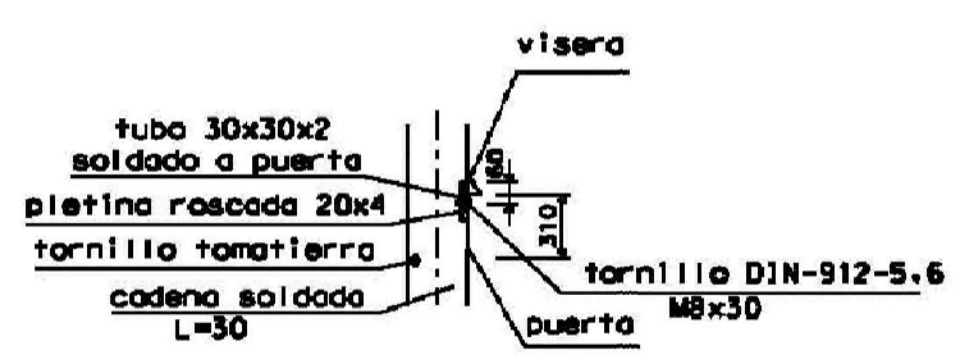 visera
tubo 30x30x2
soldado a puerta
60
pletina roscada 20x4
310
tornillo tomatierra
tornillo DIN-912-5.6
M8x30
cadena soldada
L=30
puerta